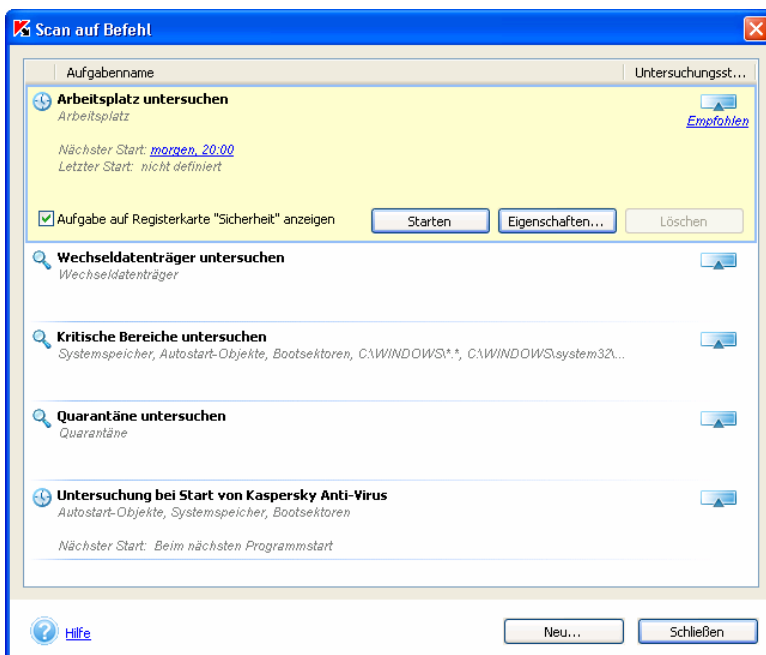 Scan auf Befehl
Aufgabenname Untersuchungsst...
Arbeitsplatz untersuchen
Arbeitsplatz
Empfohlen
Nächster Start: morgen, 20:00
Letzter Start: nicht definiert
Aufgabe auf Registerkarte "Sicherheit" anzeigen Starten Eigenschaften... Löschen
Wechseldatenträger untersuchen
Wechseldatenträger
Kritische Bereiche untersuchen
Systemspeicher, Autostart-Objekte, Bootsektoren, C:\WINDOWS\*.*, C:\WINDOWS\system32\...
Quarantäne untersuchen
Quarantäne
Untersuchung bei Start von Kaspersky Anti-Virus
Autostart-Objekte, Systemspeicher, Bootsektoren
Nächster Start: Beim nächsten Programmstart
Hilfe Neu... Schließen